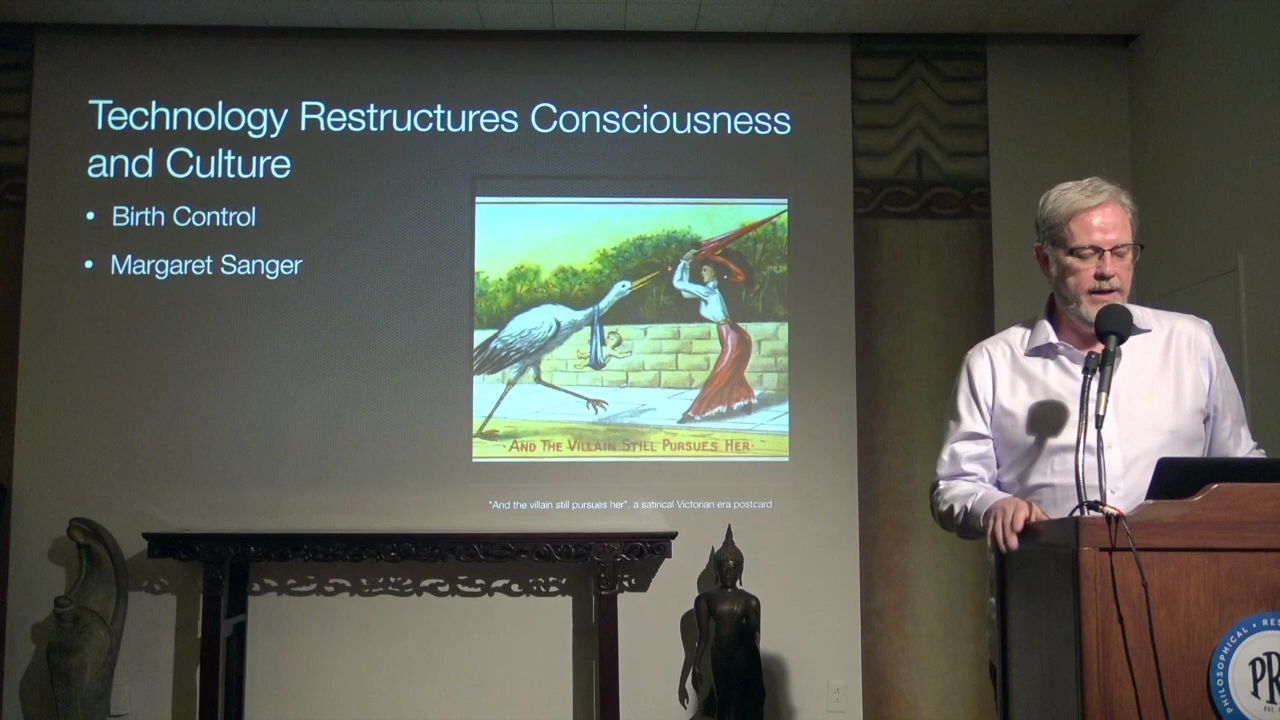 Technology Restructures Consciousness
and Culture
• Birth Control
• Margaret Sanger
AND THE VILLAIN STILL PURSUES HER
"And the villain still pursues her", a satirical Victorian era postcard
PHILOSOPHICAL